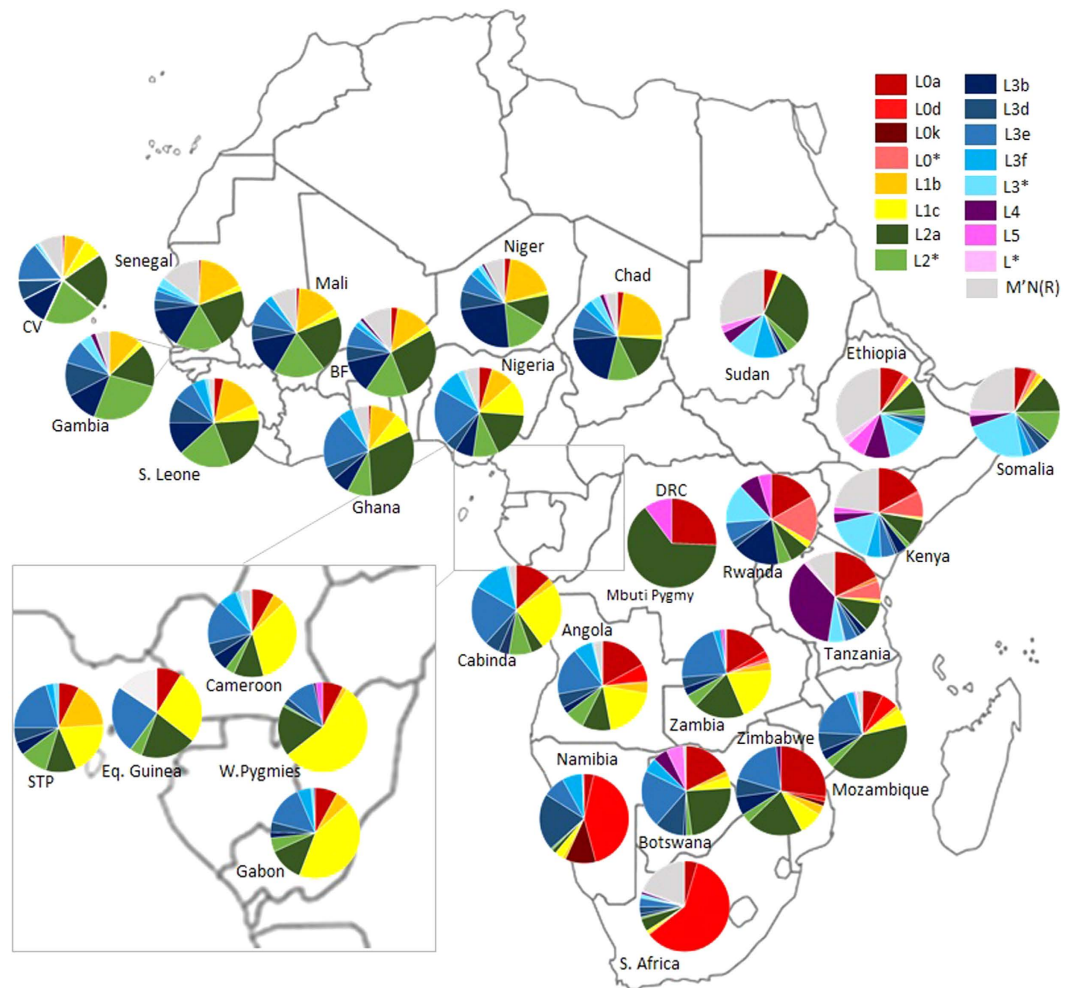 L0a
L0d
L0k
L0*
L1b
L1c
L2a
L2*
L3b
L3d
L3e
L3f
L3*
L4
L5
L*
M'N(R)
CV
Senegal
Mali
Niger
Chad
Sudan
Ethiopia
Somalia
Gambia
BF
Nigeria
S. Leone
Ghana
DRC
Mbuti Pygmy
Rwanda
Kenya
Tanzania
Cabinda
Angola
Zambia
Zimbabwe
Mozambique
Namibia
Botswana
S. Africa
Cameroon
STP
Eq. Guinea
W.Pygmies
Gabon